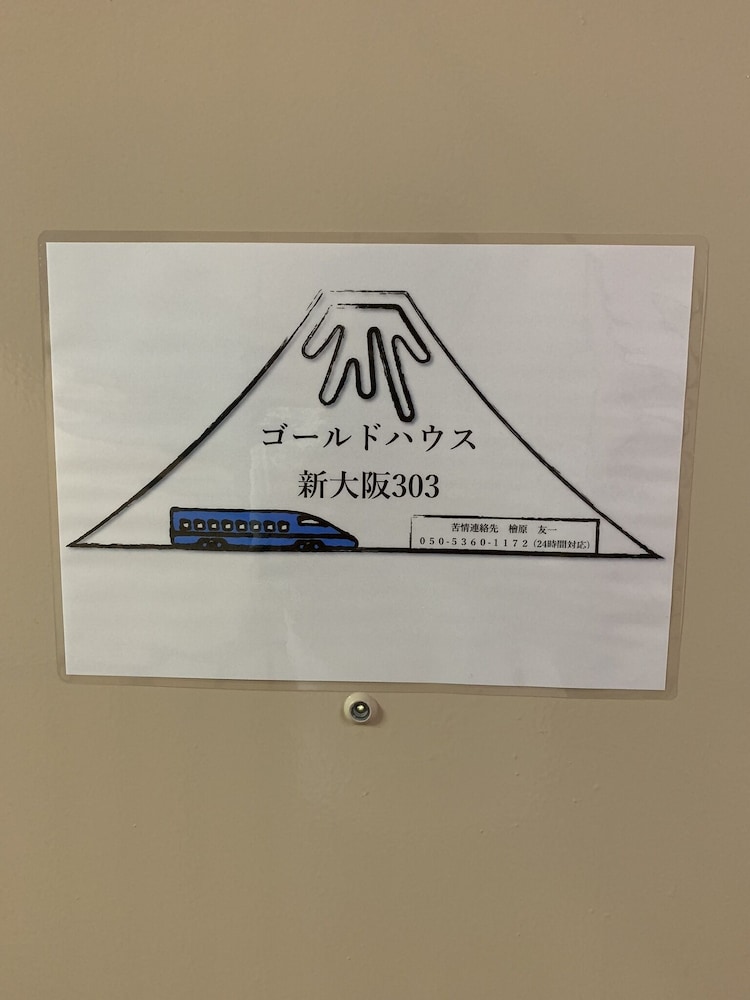 ゴールドハウス
新大阪303
苦情連絡先 檜原 友一
050-5360-1172（24時間対応）